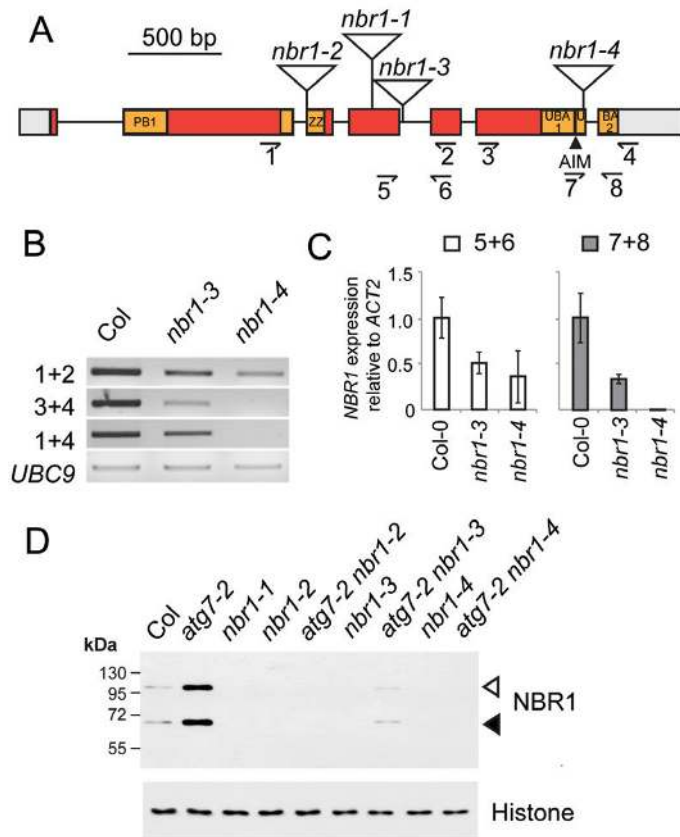 A
500 bp
nbr1-1
nbr1-2
nbr1-3
nbr1-4
PB1
ZZ
UBA
1
U
BA
2
AIM
1
2
3
4
5
6
7
8
B
Col
nbr1-3
nbr1-4
1+2
3+4
1+4
UBC9
C
5+6
7+8
NBR1 expression
relative to ACT2
1.5
1.0
0.5
0
Col-0
nbr1-3
nbr1-4
Col-0
nbr1-3
nbr1-4
D
Col
atg7-2
nbr1-1
nbr1-2
atg7-2 nbr1-2
nbr1-3
atg7-2 nbr1-3
nbr1-4
atg7-2 nbr1-4
kDa
130
95
72
55
NBR1
Histone